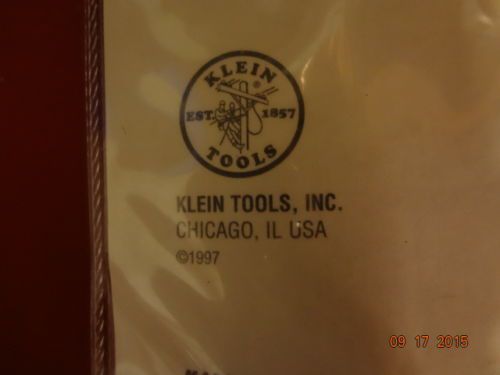 KLEIN
®
EST. 1857
TOOLS
KLEIN TOOLS, INC.
CHICAGO, IL USA
©1997
09 17 2015